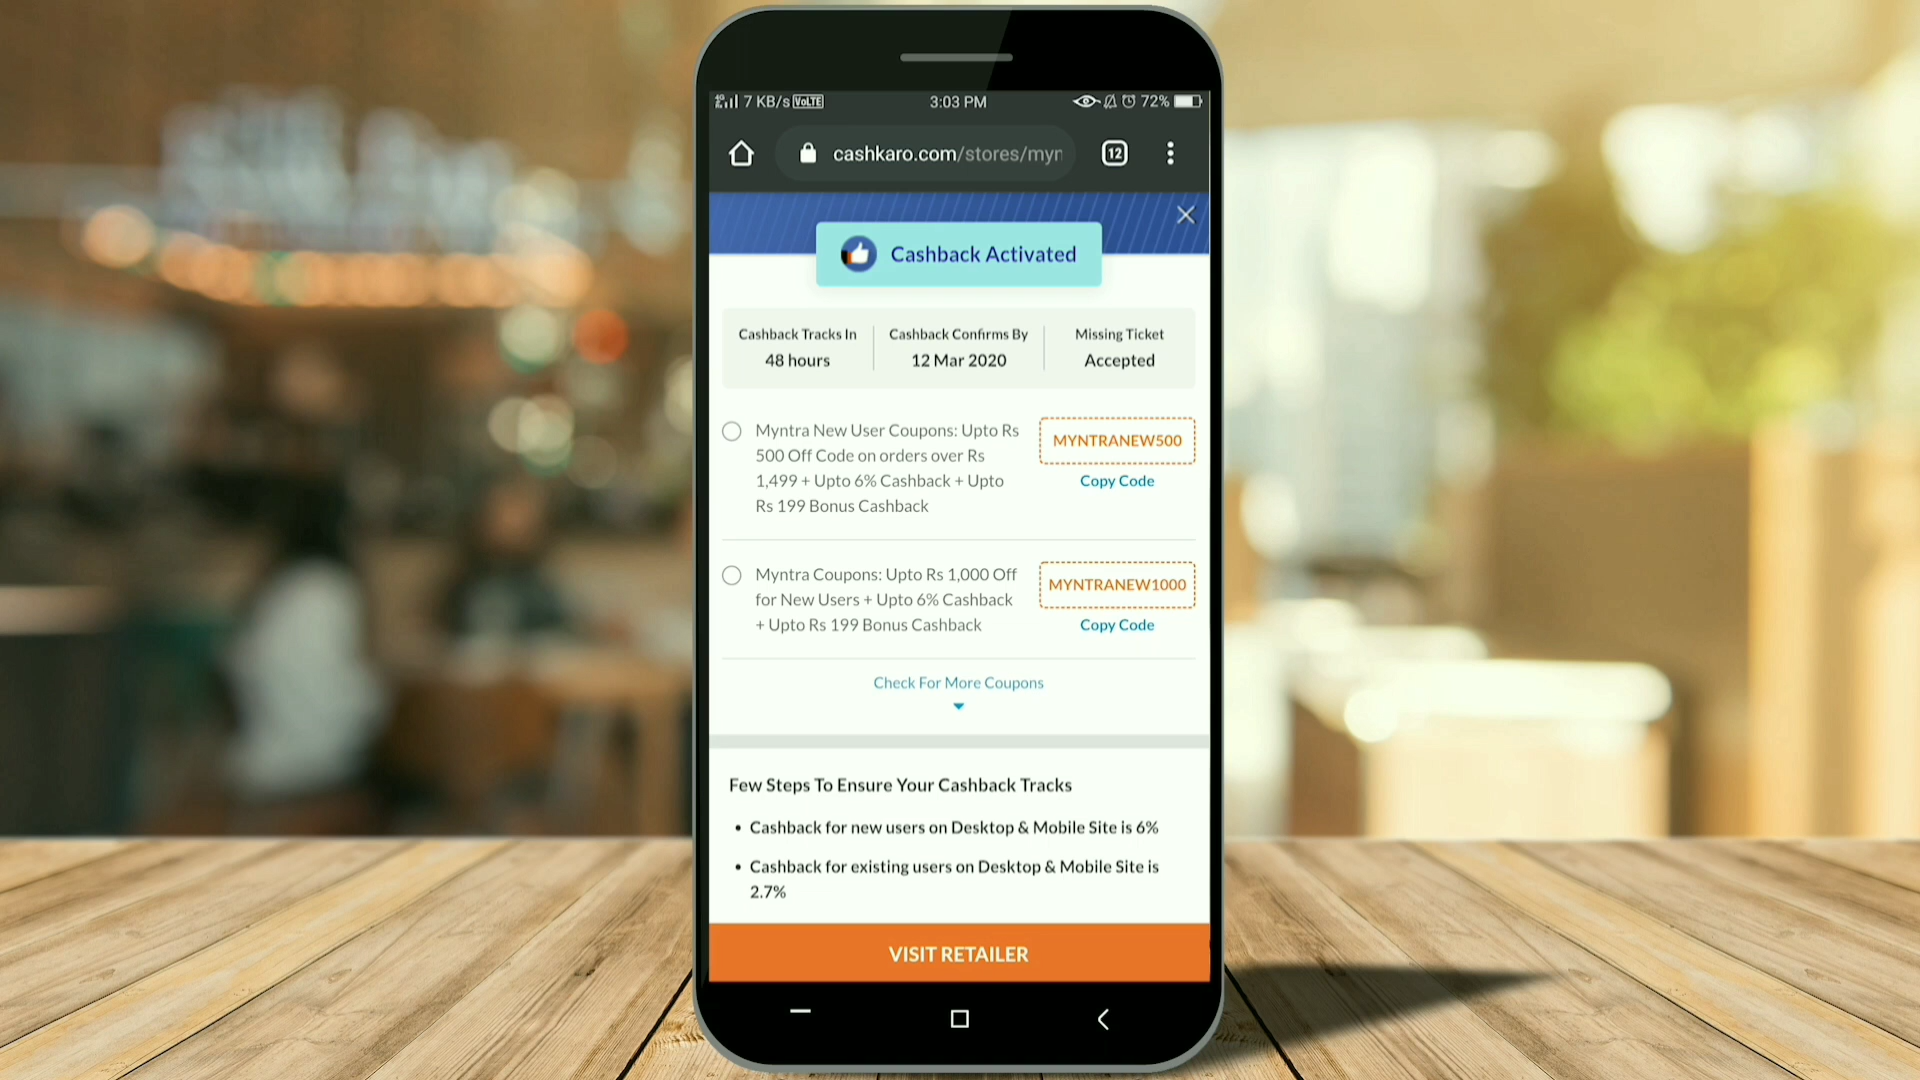 4G 7 KB/s VoLTE 3:03 PM 72%
cashkaro.com/stores/myn 12
Cashback Activated
Cashback Tracks In
48 hours
Cashback Confirms By
12 Mar 2020
Missing Ticket
Accepted
Myntra New User Coupons: Upto Rs
500 Off Code on orders over Rs
1,499 + Upto 6% Cashback + Upto
Rs 199 Bonus Cashback
MYNTRANEW500
Copy Code
Myntra Coupons: Upto Rs 1,000 Off
for New Users + Upto 6% Cashback
+ Upto Rs 199 Bonus Cashback
MYNTRANEW1000
Copy Code
Check For More Coupons
Few Steps To Ensure Your Cashback Tracks
• Cashback for new users on Desktop & Mobile Site is 6%
• Cashback for existing users on Desktop & Mobile Site is
2.7%
VISIT RETAILER